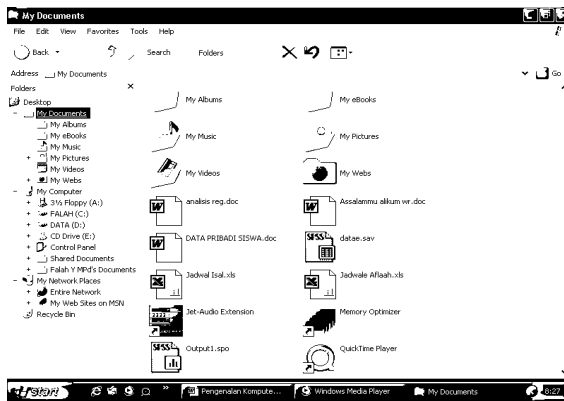 My Documents
File Edit View Favorites Tools Help
Back Search Folders
Address My Documents Go
Folders
Desktop
My Documents
My Albums
My eBooks
My Music
My Pictures
My Videos
My Webs
My Computer
3½ Floppy (A:)
FALAH (C:)
DATA (D:)
CD Drive (E:)
Control Panel
Shared Documents
Falah Y MPd's Documents
My Network Places
Entire Network
My Web Sites on MSN
Recycle Bin
My Albums My eBooks
My Music My Pictures
My Videos My Webs
analisis reg.doc Assalammu alikum wr.doc
DATA PRIBADI SISWA.doc datae.sav
Jadwal Isal.xls Jadwale Aflaah.xls
Jet-Audio Extension Memory Optimizer
Output1.spo QuickTime Player
start Pengenalan Kompute... Windows Media Player My Documents 8:27